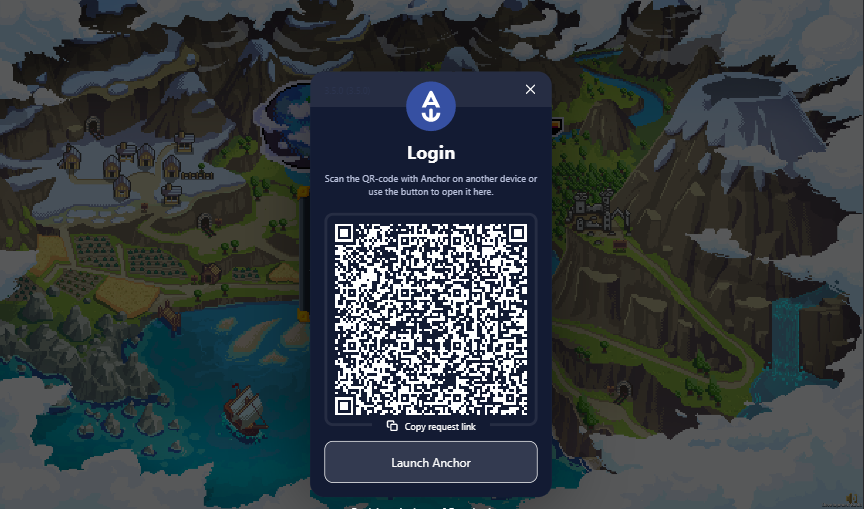 Login
Scan the QR-code with Anchor on another device or
use the button to open it here.
Copy request link
Launch Anchor